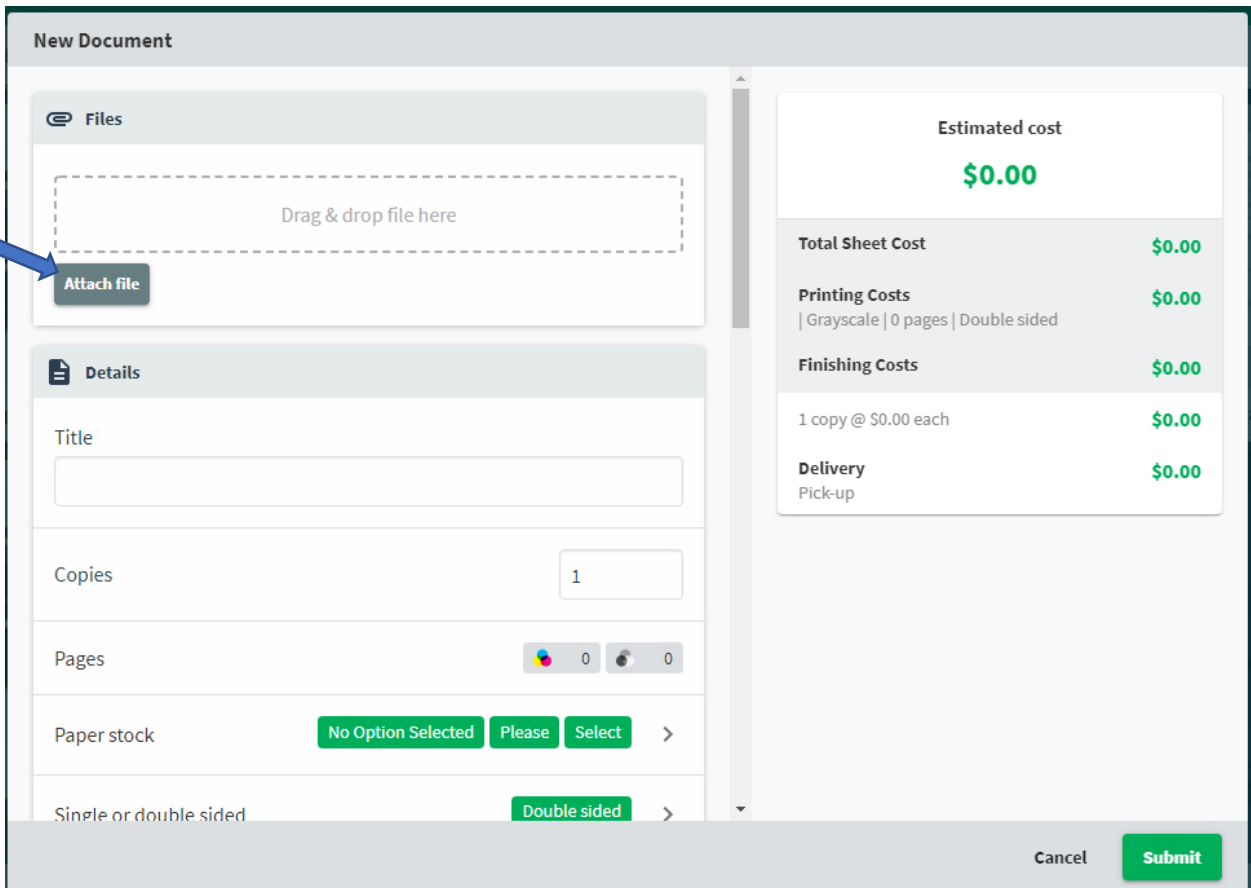 New Document
Files
Drag & drop file here
Attach file
Details
Title
Copies
1
Pages
0 0
Paper stock
No Option Selected Please Select
Single or double sided
Double sided
Estimated cost
$0.00
Total Sheet Cost $0.00
Printing Costs $0.00
| Grayscale | 0 pages | Double sided
Finishing Costs $0.00
1 copy @ $0.00 each $0.00
Delivery $0.00
Pick-up
Cancel Submit